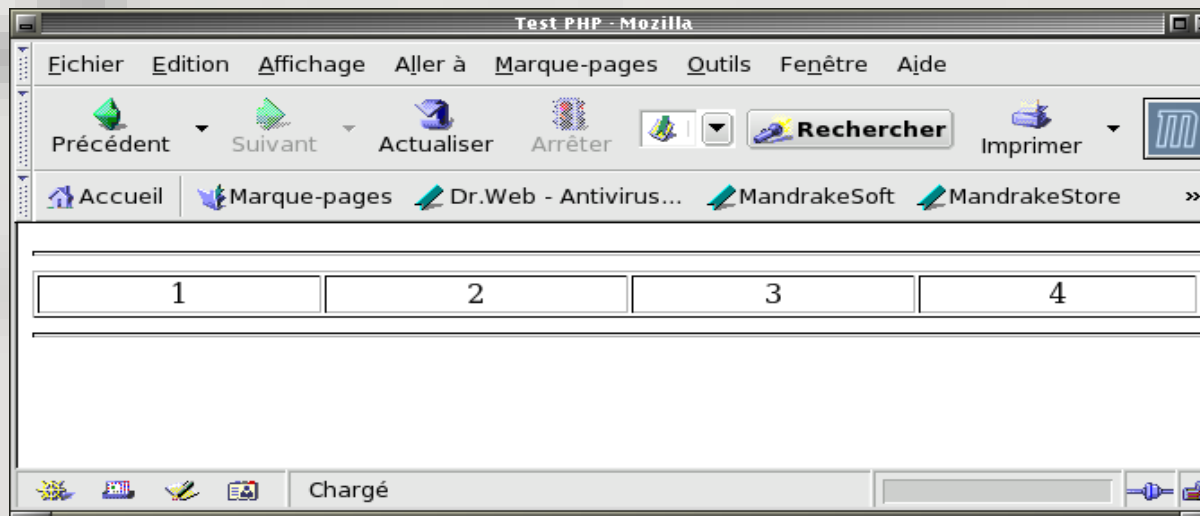 Test PHP - Mozilla
Fichier Edition Affichage Aller à Marque-pages Outils Fenêtre Aide
Précédent Suivant Actualiser Arrêter Rechercher Imprimer
Accueil Marque-pages Dr.Web - Antivirus... MandrakeSoft MandrakeStore »
1 2 3 4
Chargé